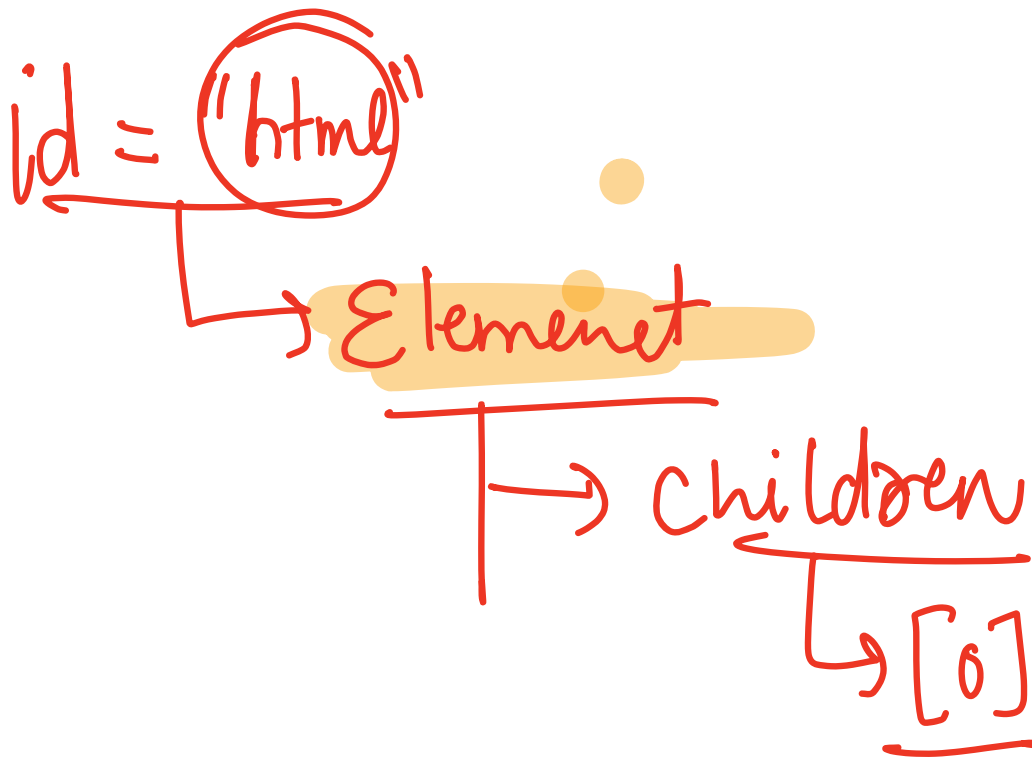 id = "html"
Elemenet
children
[0]